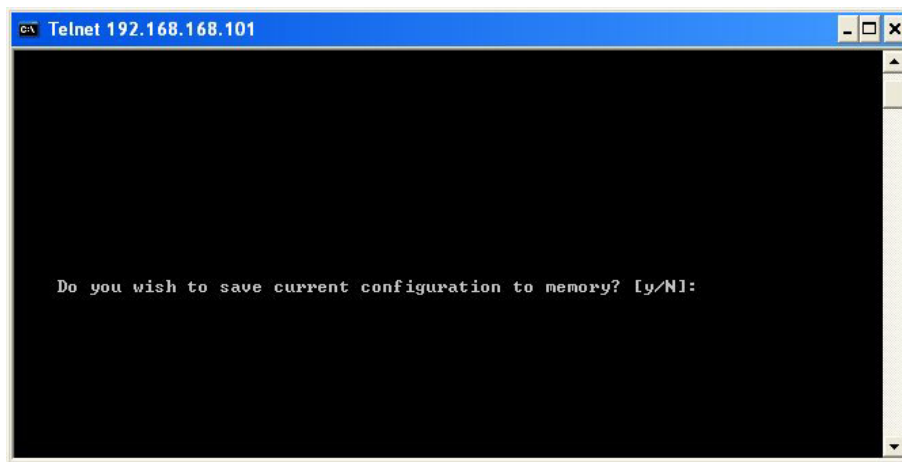 Telnet 192.168.168.101
Do you wish to save current configuration to memory? [y/N]: